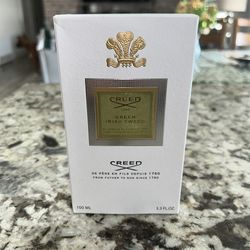 CREED
GREEN
IRISH TWEED
CREED
DE PÈRE EN FILS DEPUIS 1760
FROM FATHER TO SON SINCE 1760
100 ML
3.3 FL.OZ